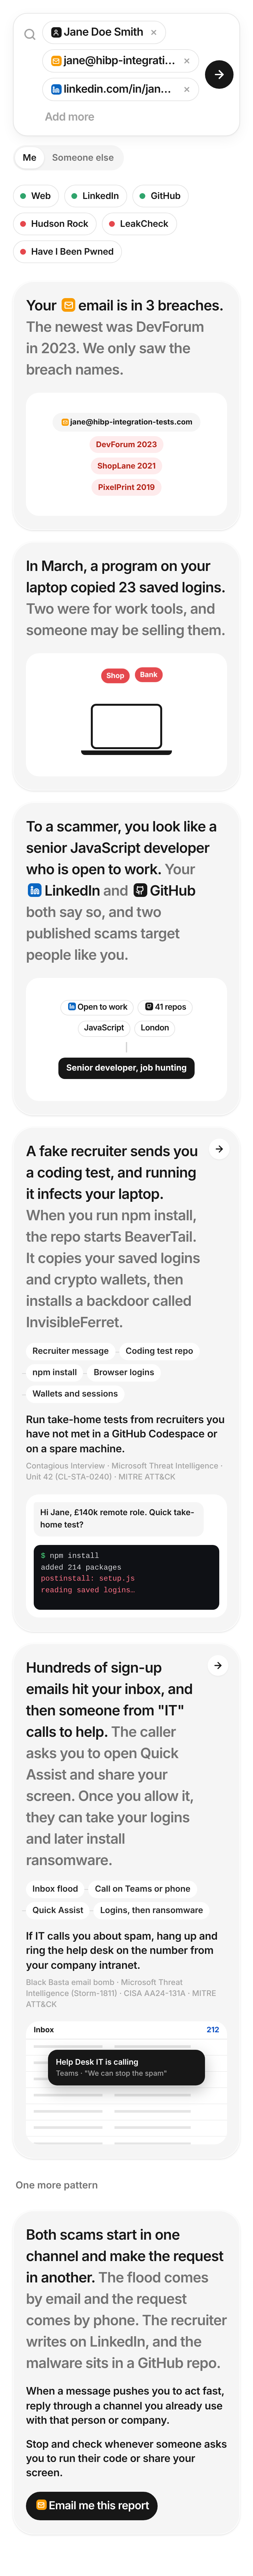 Jane Doe Smith ×
jane@hibp-integrati... ×
linkedin.com/in/jan... ×
Add more
Me Someone else
Web LinkedIn GitHub
Hudson Rock LeakCheck
Have I Been Pwned
Your email is in 3 breaches.
The newest was DevForum
in 2023. We only saw the
breach names.
jane@hibp-integration-tests.com
DevForum 2023
ShopLane 2021
PixelPrint 2019
In March, a program on your
laptop copied 23 saved logins.
Two were for work tools, and
someone may be selling them.
Shop Bank
To a scammer, you look like a
senior JavaScript developer
who is open to work. Your
LinkedIn and GitHub
both say so, and two
published scams target
people like you.
Open to work 41 repos
JavaScript London
Senior developer, job hunting
A fake recruiter sends you
a coding test, and running
it infects your laptop.
When you run npm install,
the repo starts BeaverTail.
It copies your saved logins
and crypto wallets, then
installs a backdoor called
InvisibleFerret.
Recruiter message Coding test repo
npm install Browser logins
Wallets and sessions
Run take-home tests from recruiters you
have not met in a GitHub Codespace or
on a spare machine.
Contagious Interview · Microsoft Threat Intelligence ·
Unit 42 (CL-STA-0240) · MITRE ATT&CK
Hi Jane, £140k remote role. Quick take-
home test?
$ npm install
added 214 packages
postinstall: setup.js
reading saved logins…
Hundreds of sign-up
emails hit your inbox, and
then someone from "IT"
calls to help. The caller
asks you to open Quick
Assist and share your
screen. Once you allow it,
they can take your logins
and later install
ransomware.
Inbox flood Call on Teams or phone
Quick Assist Logins, then ransomware
If IT calls you about spam, hang up and
ring the help desk on the number from
your company intranet.
Black Basta email bomb · Microsoft Threat
Intelligence (Storm-1811) · CISA AA24-131A · MITRE
ATT&CK
Inbox 212
Help Desk IT is calling
Teams · "We can stop the spam"
One more pattern
Both scams start in one
channel and make the request
in another. The flood comes
by email and the request
comes by phone. The recruiter
writes on LinkedIn, and the
malware sits in a GitHub repo.
When a message pushes you to act fast,
reply through a channel you already use
with that person or company.
Stop and check whenever someone asks
you to run their code or share your
screen.
Email me this report